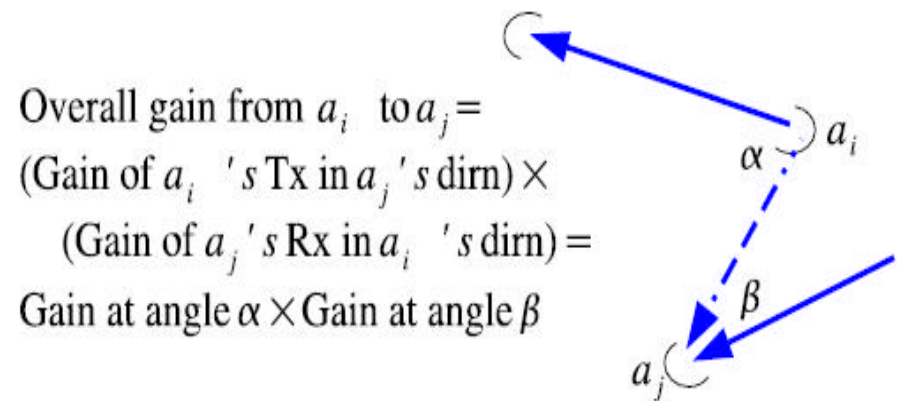 Overall gain from a_i to a_j =
(Gain of a_i 's Tx in a_j 's dirn) ×
(Gain of a_j 's Rx in a_i 's dirn) =
Gain at angle α × Gain at angle β
α
a_i
β
a_j